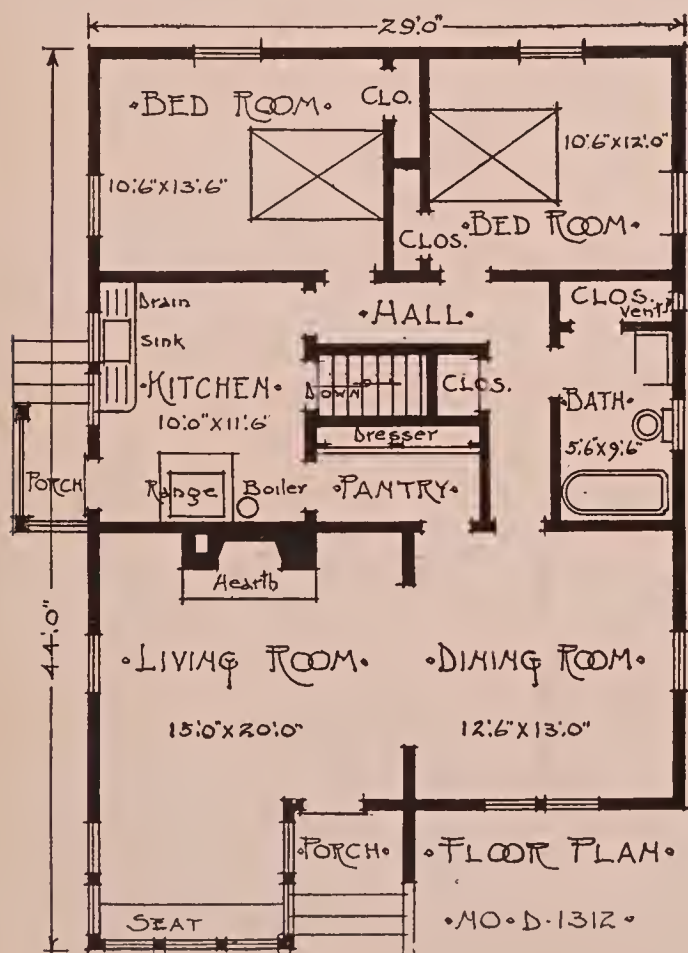 29'0"
BED ROOM
CLO.
10'6"X13'6"
10'6"X12'0"
CLOS.
BED ROOM
Drain
HALL
CLOS.
Vent
Sink
KITCHEN
DOWN
CLOS.
BATH
10'0"X11'6"
Dresser
5'6"X9'6"
PORCH
Range
Boiler
PANTRY
Hearth
44'0"
LIVING ROOM
DINING ROOM
15'0"X20'0"
12'6"X13'0"
PORCH
FLOOR PLAN
SEAT
NO·D-1312